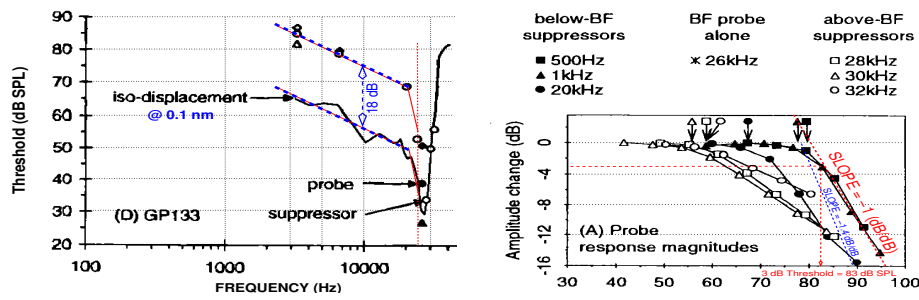 90
80
70
60
50
40
30
20
Threshold (dB SPL)
iso-displacement
@ 0.1 nm
18 dB
probe
suppressor
(D) GP133
100
1000
10000
FREQUENCY (Hz)
below-BF
suppressors
500Hz
1kHz
20kHz
BF probe
alone
26kHz
above-BF
suppressors
28kHz
30kHz
32kHz
0
-4
-8
-12
-16
Amplitude change (dB)
SLOPE = -1 (dB/dB)
SLOPE = -1.4 dB/dB
(A) Probe
response magnitudes
3 dB Threshold = 83 dB SPL
30
40
50
60
70
80
90
100